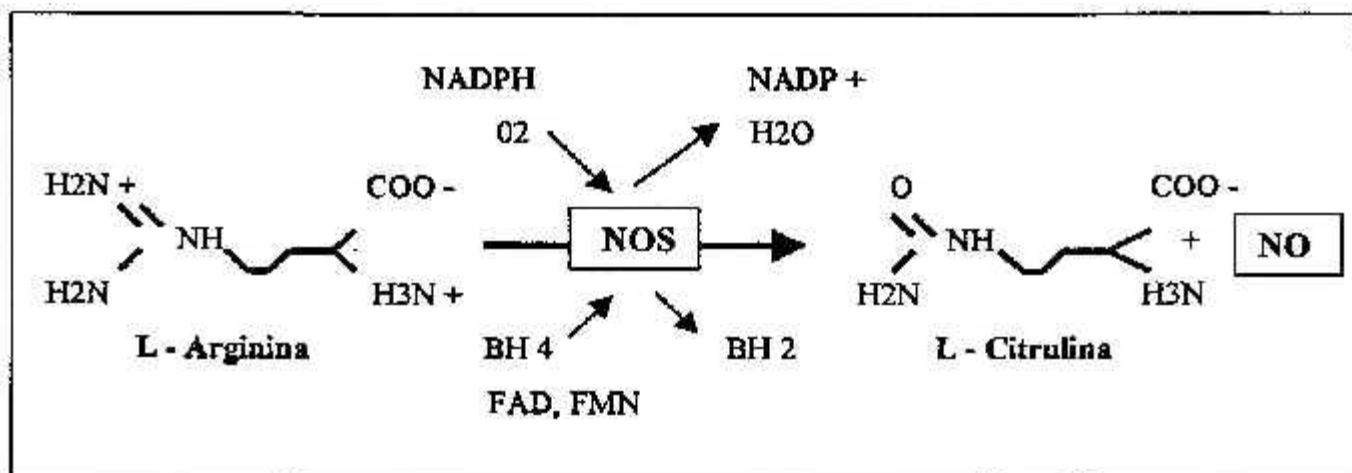 NADPH NADP +
02 H2O
H2N + COO - O COO -
NH NOS NH + NO
H2N H3N + H2N H3N
L - Arginina BH 4 BH 2 L - Citrulina
FAD, FMN